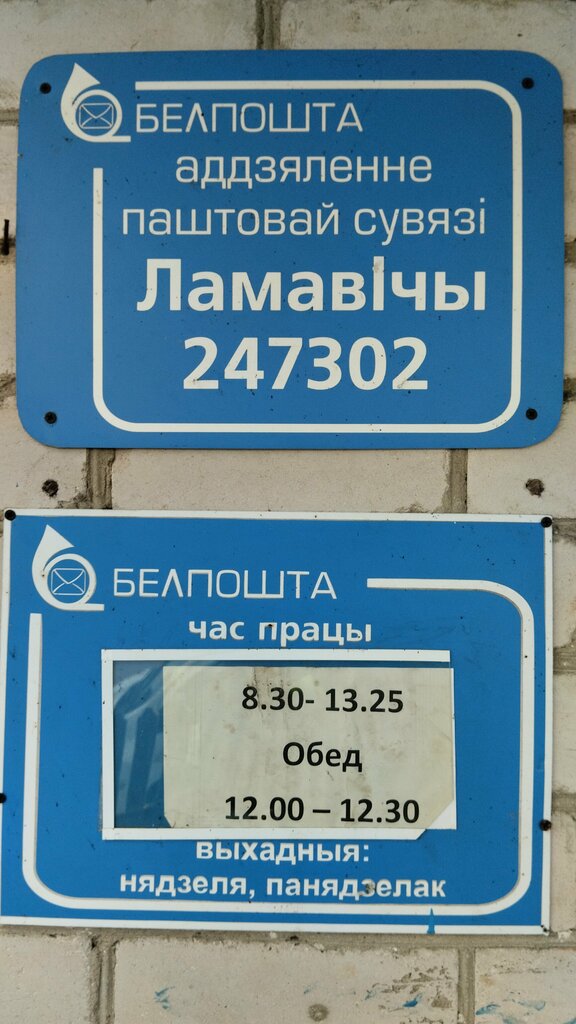 БЕЛПОШТА
аддзяленне
паштовай сувязі
Ламавічы
247302
БЕЛПОШТА
час працы
8.30- 13.25
Обед
12.00 – 12.30
выхадныя:
нядзеля, панядзелак